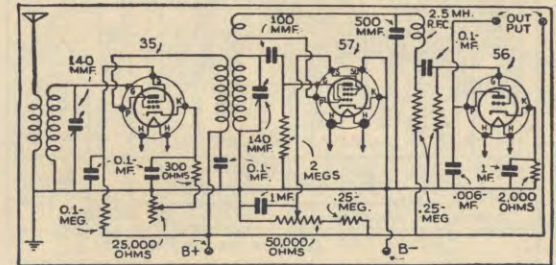 35
100
MMF.
57
500
MMF.
2.5 MH.
R.F.C.
0.1-
MF.
56
OUT
PUT
140
MMF.
G
P
K
H
H
140
MMF.
P
K
H
H
G
P
K
H
H
0.1-
MF.
300
OHMS
0.1-
MF.
2
MEGS
0.1-
MEG.
25,000
OHMS
B+
1 MF.
.25-
MEG.
50,000
OHMS
B-
.25-
MEG
.006-
MF.
1
MF.
2,000
OHMS